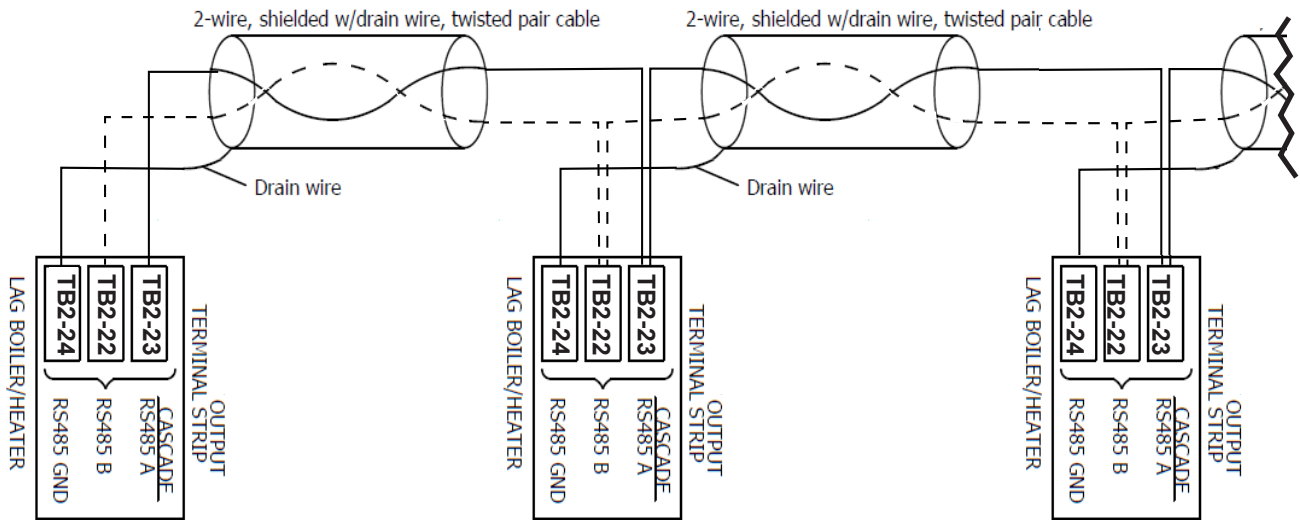 2-wire, shielded w/drain wire, twisted pair cable
2-wire, shielded w/drain wire, twisted pair cable
Drain wire
Drain wire
LAG BOILER/HEATER
TB2-24
TB2-22
TB2-23
RS485 GND
RS485 B
RS485 A
CASCADE
OUTPUT
TERMINAL STRIP
LAG BOILER/HEATER
TB2-24
TB2-22
TB2-23
RS485 GND
RS485 B
RS485 A
CASCADE
OUTPUT
TERMINAL STRIP
LAG BOILER/HEATER
TB2-24
TB2-22
TB2-23
RS485 GND
RS485 B
RS485 A
CASCADE
OUTPUT
TERMINAL STRIP